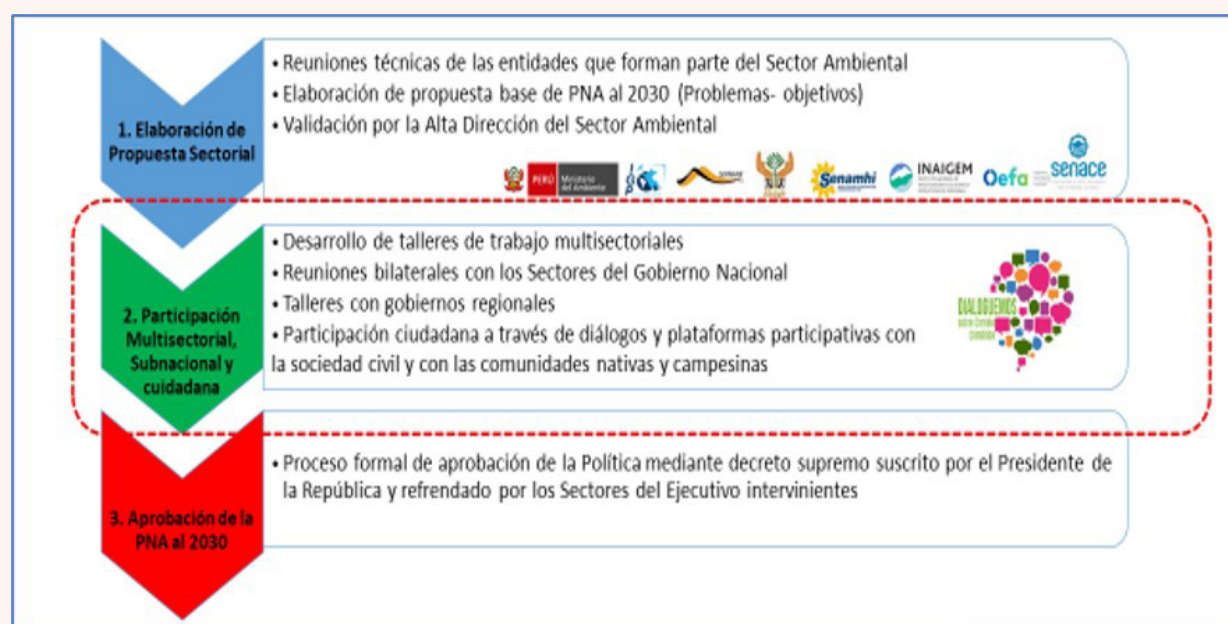 1. Elaboración de
Propuesta Sectorial
• Reuniones técnicas de las entidades que forman parte del Sector Ambiental
• Elaboración de propuesta base de PNA al 2030 (Problemas- objetivos)
• Validación por la Alta Dirección del Sector Ambiental
PERÚ
Ministerio
del Ambiente
Senamhi
INAIGEM
Oefa
senace
2. Participación
Multisectorial,
Subnacional y
cuidadana
• Desarrollo de talleres de trabajo multisectoriales
• Reuniones bilaterales con los Sectores del Gobierno Nacional
• Talleres con gobiernos regionales
• Participación ciudadana a través de diálogos y plataformas participativas con
la sociedad civil y con las comunidades nativas y campesinas
DIALOGUEMOS
3. Aprobación de la
PNA al 2030
• Proceso formal de aprobación de la Política mediante decreto supremo suscrito por el Presidente de
la República y refrendado por los Sectores del Ejecutivo intervinientes